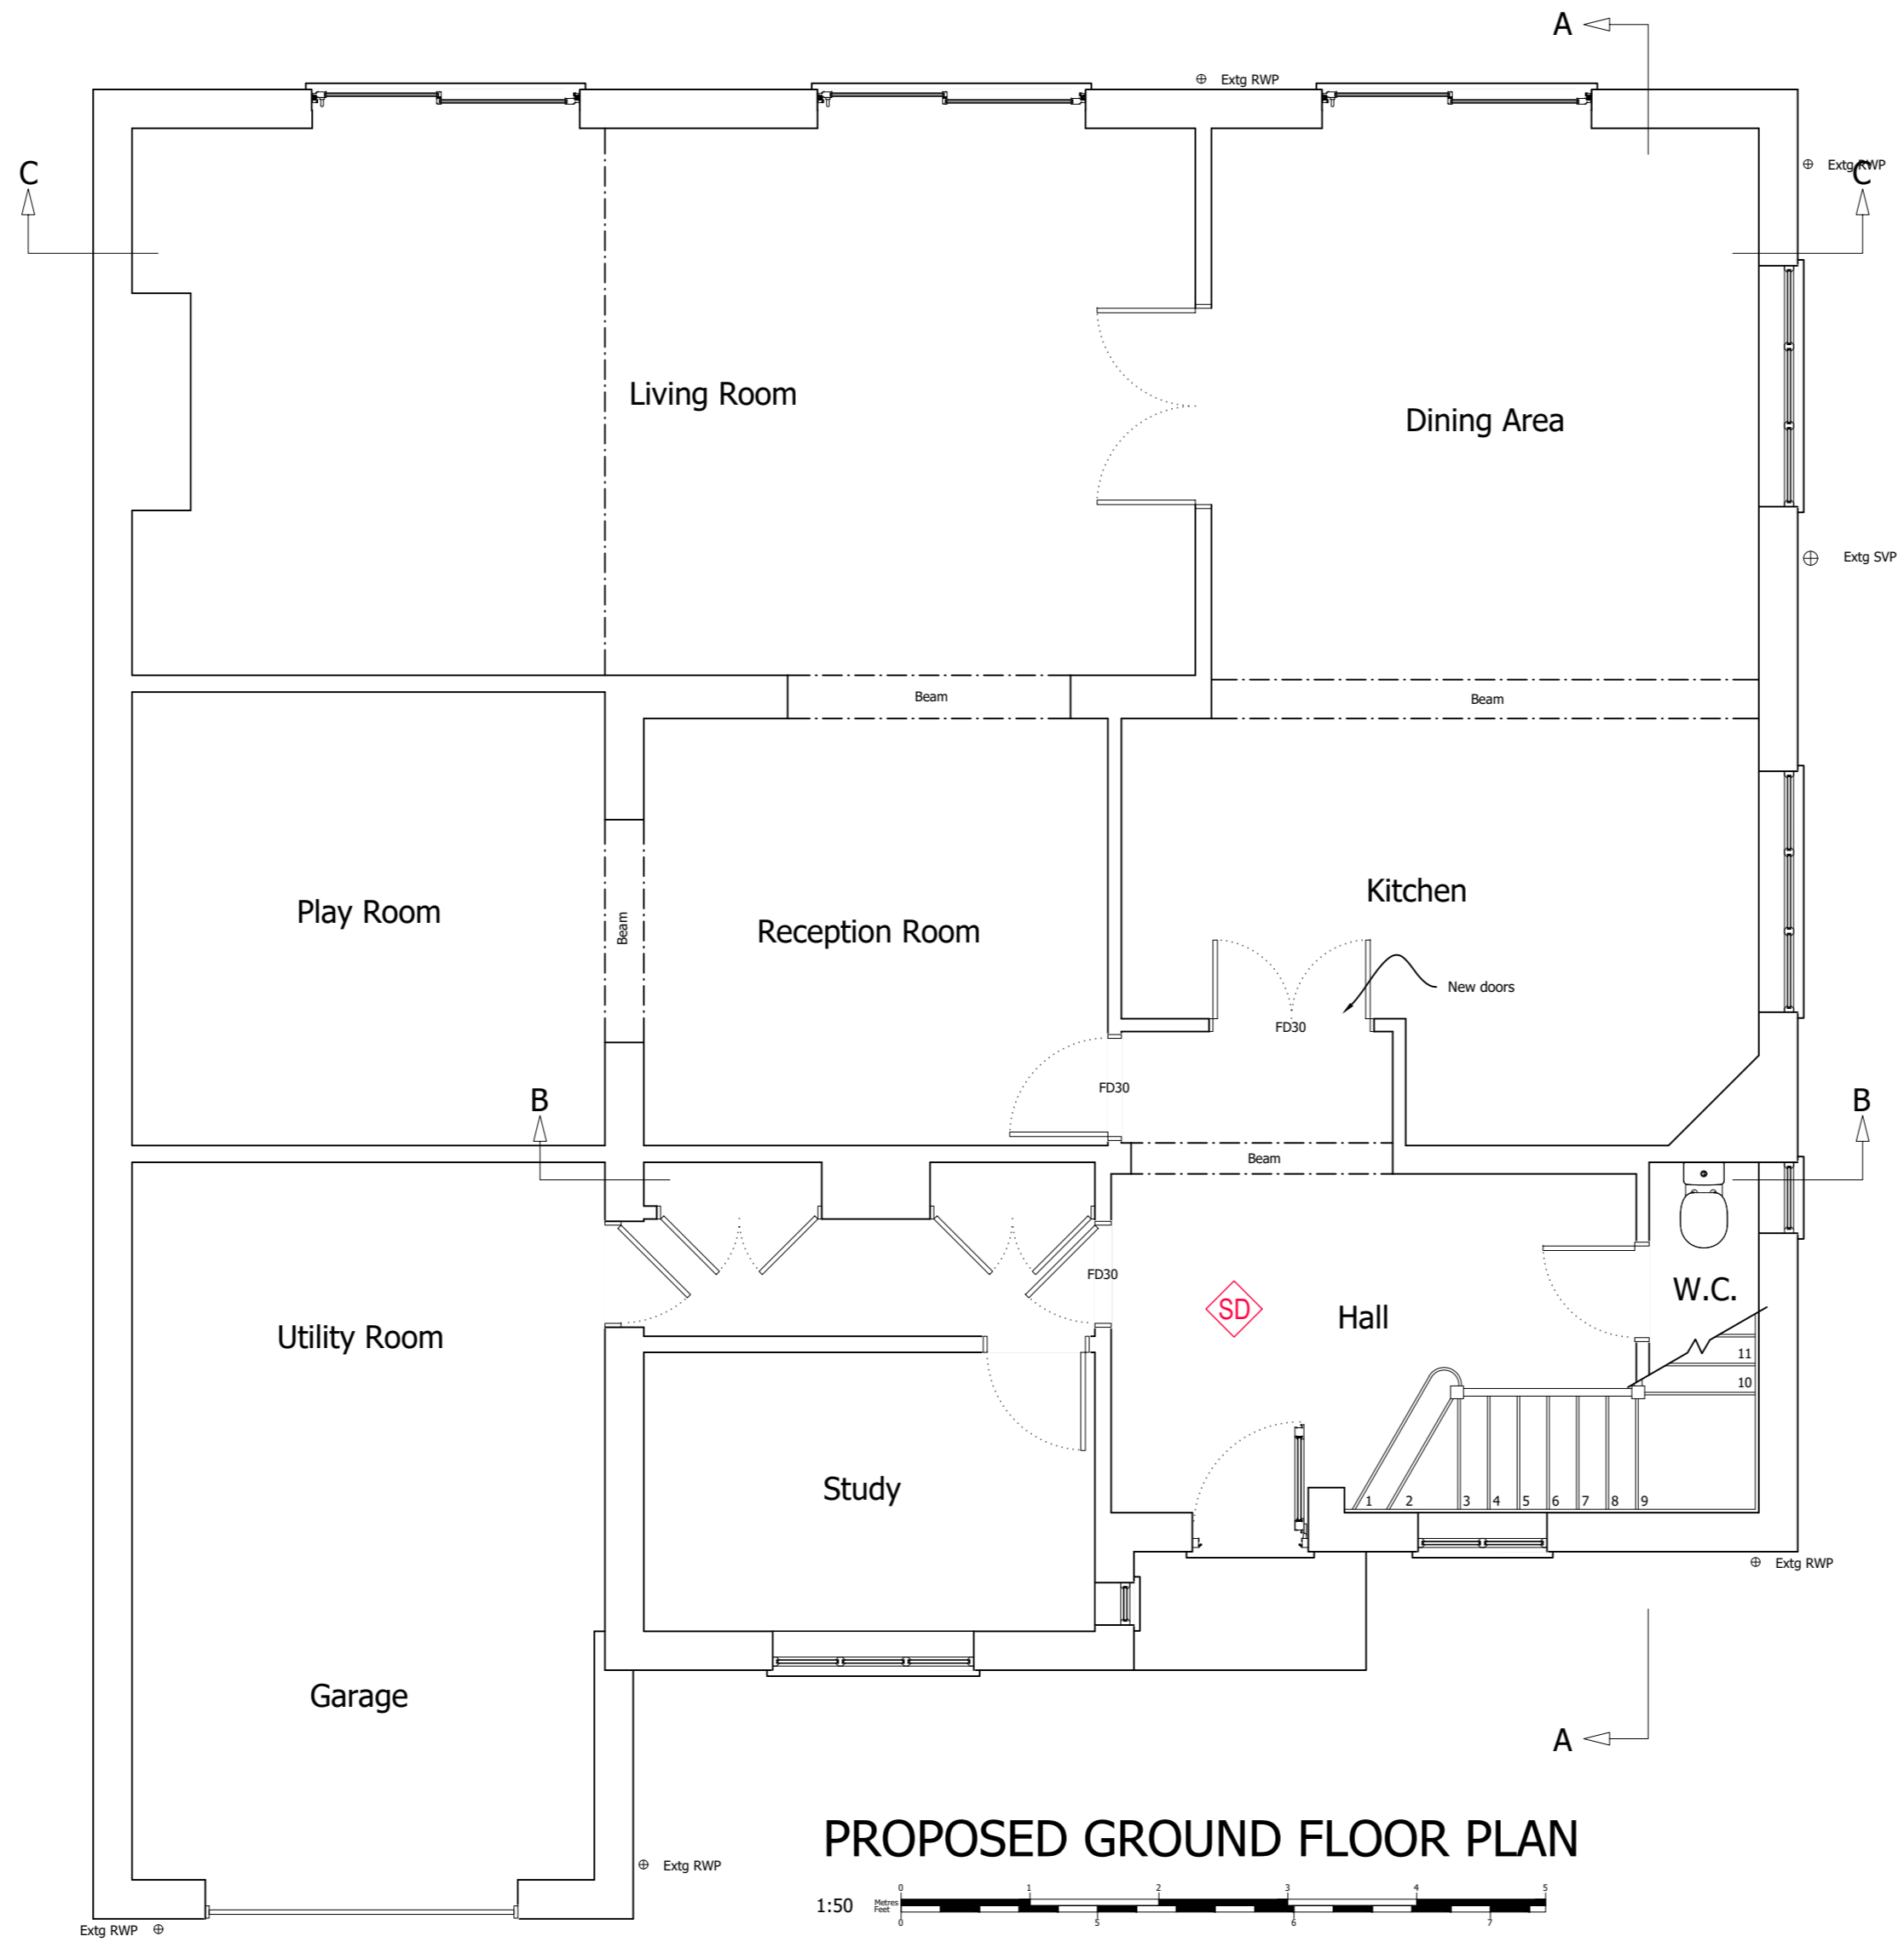 A
Extg RWP
C
Extg RWP
C
Living Room
Dining Area
Extg SVP
Beam
Beam
Kitchen
Play Room
Beam
Reception Room
New doors
FD30
FD30
B
B
Beam
FD30
SD
Hall
W.C.
Utility Room
11
10
Study
1 2 3 4 5 6 7 8 9
Extg RWP
Garage
A
PROPOSED GROUND FLOOR PLAN
Extg RWP
0 1 2 3 4 5
1:50 Metres
Feet
0 5 6 7
Extg RWP